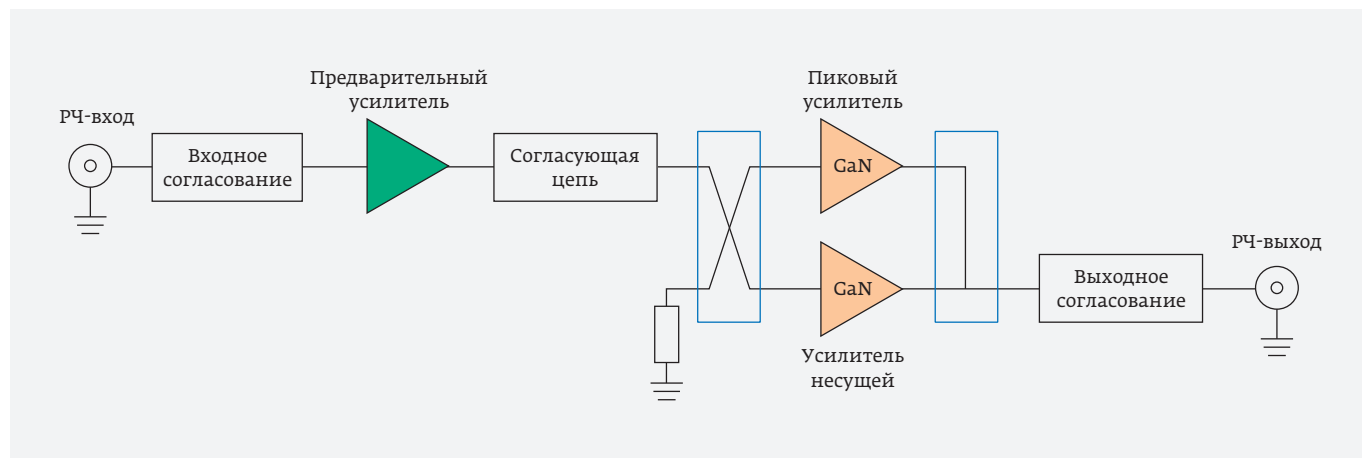 РЧ-вход
Входное
согласование
Предварительный
усилитель
Согласующая
цепь
Пиковый
усилитель
GaN
GaN
Усилитель
несущей
Выходное
согласование
РЧ-выход